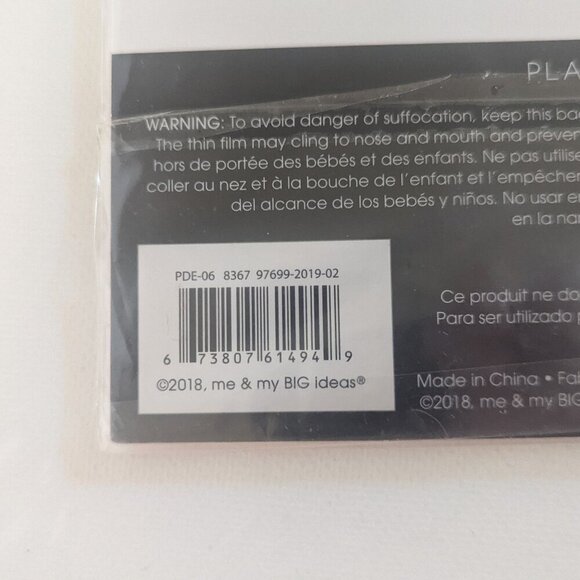 PLA
WARNING: To avoid danger of suffocation, keep this ba
The thin film may cling to nose and mouth and preven
hors de portée des bébés et des enfants. Ne pas utilise
coller au nez et à la bouche de l'enfant et l'empêcher
del alcance de los bebés y niños. No usar en
en la na
PDE-06 8367 97699-2019-02
6 73807 61494 9
©2018, me & my BIG ideas®
Ce produit ne da
Para ser utilizado p
Made in China • Fab
©2018, me & my BIG